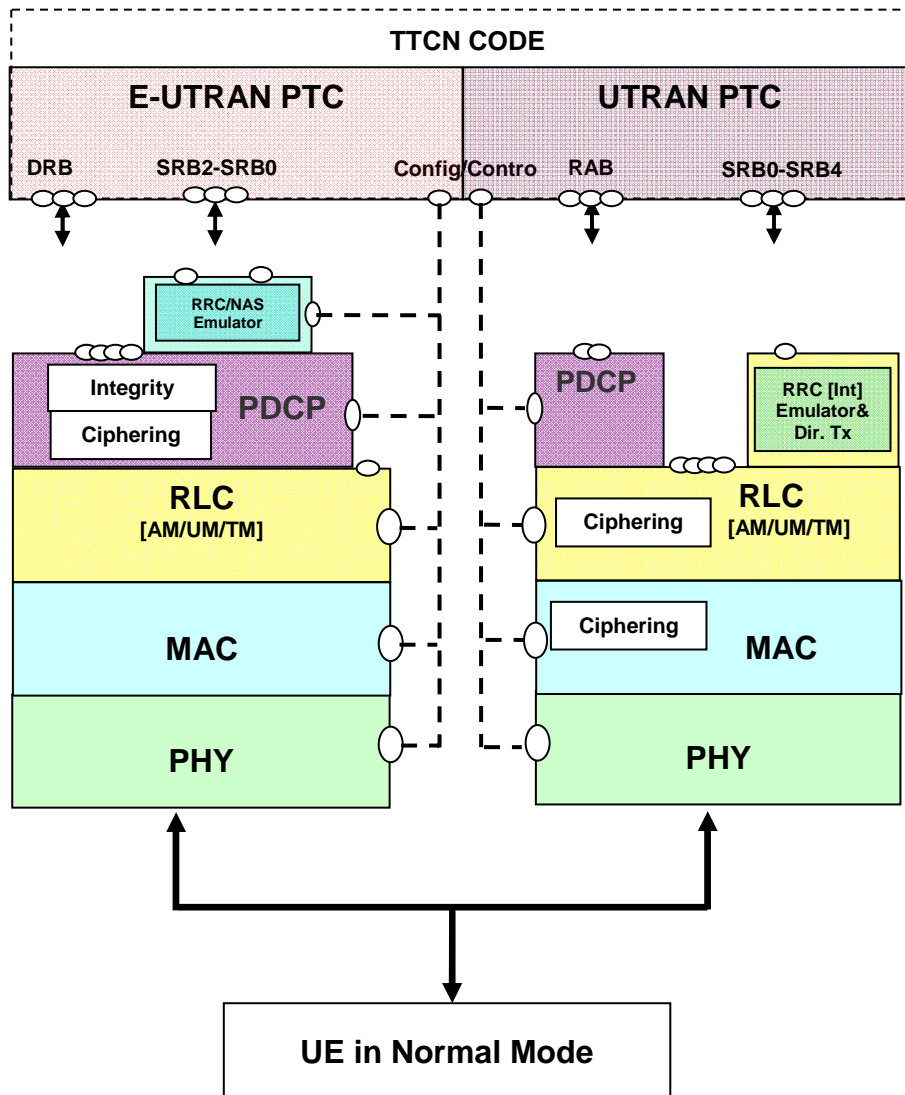 TTCN CODE
E-UTRAN PTC
UTRAN PTC
DRB
SRB2-SRB0
Config/Contro
RAB
SRB0-SRB4
RRC/NAS
Emulator
Integrity
Ciphering
PDCP
PDCP
RRC [Int]
Emulator&
Dir. Tx
RLC
[AM/UM/TM]
Ciphering
RLC
[AM/UM/TM]
MAC
Ciphering
MAC
PHY
PHY
UE in Normal Mode